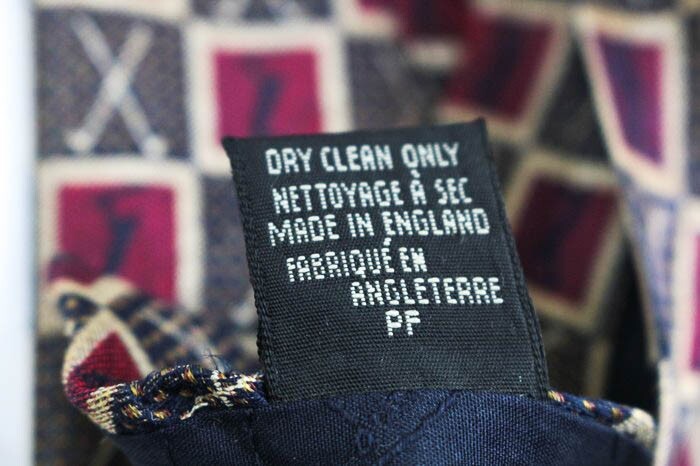 DRY CLEAN ONLY
NETTOYAGE À SEC
MADE IN ENGLAND
FABRIQUÉ EN
ANGLETERRE
PF